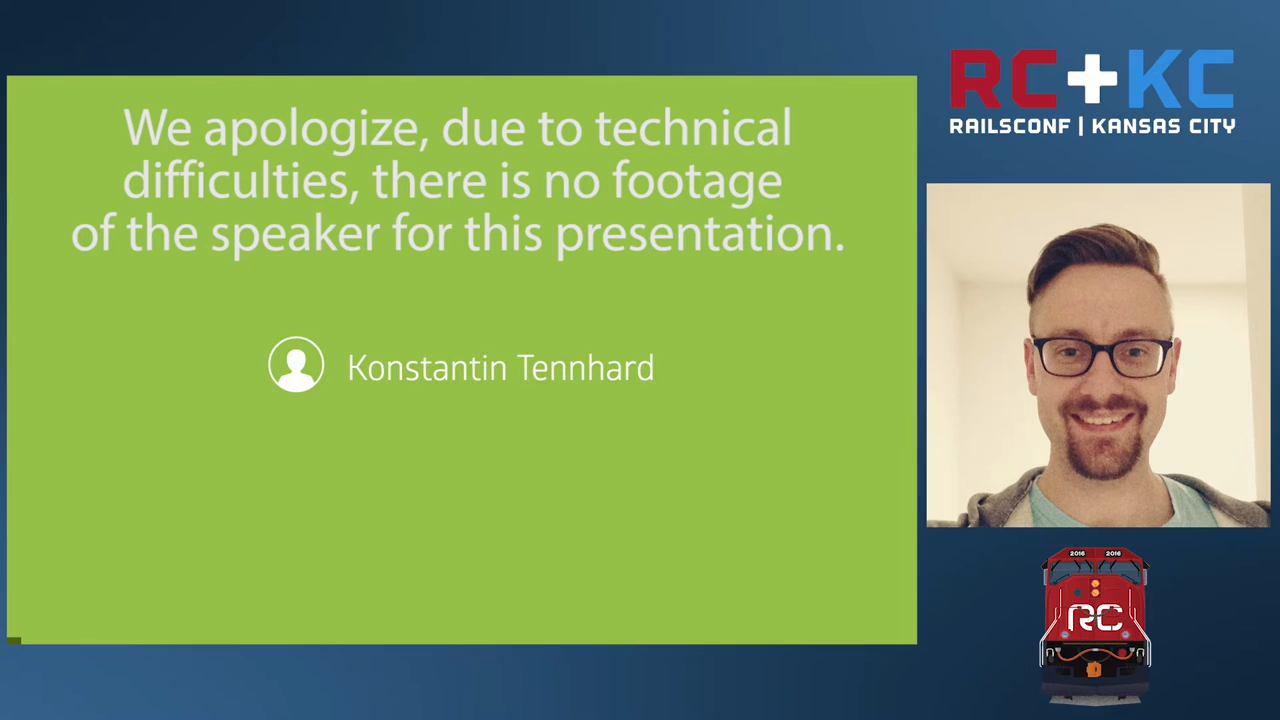 We apologize, due to technical
difficulties, there is no footage
of the speaker for this presentation.
Konstantin Tennhard
RC+KC
RAILSCONF | KANSAS CITY
2016 2016
RC